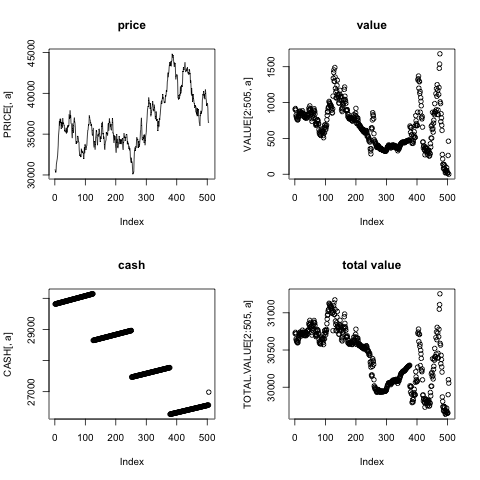 price
PRICE[, a]
30000 35000 40000 45000
0 100 200 300 400 500
Index
value
VALUE[2:505, a]
0 500 1000 1500
0 100 200 300 400 500
Index
cash
CASH[, a]
27000 29000
0 100 200 300 400 500
Index
total value
TOTAL.VALUE[2:505, a]
30000 30500 31000
0 100 200 300 400 500
Index